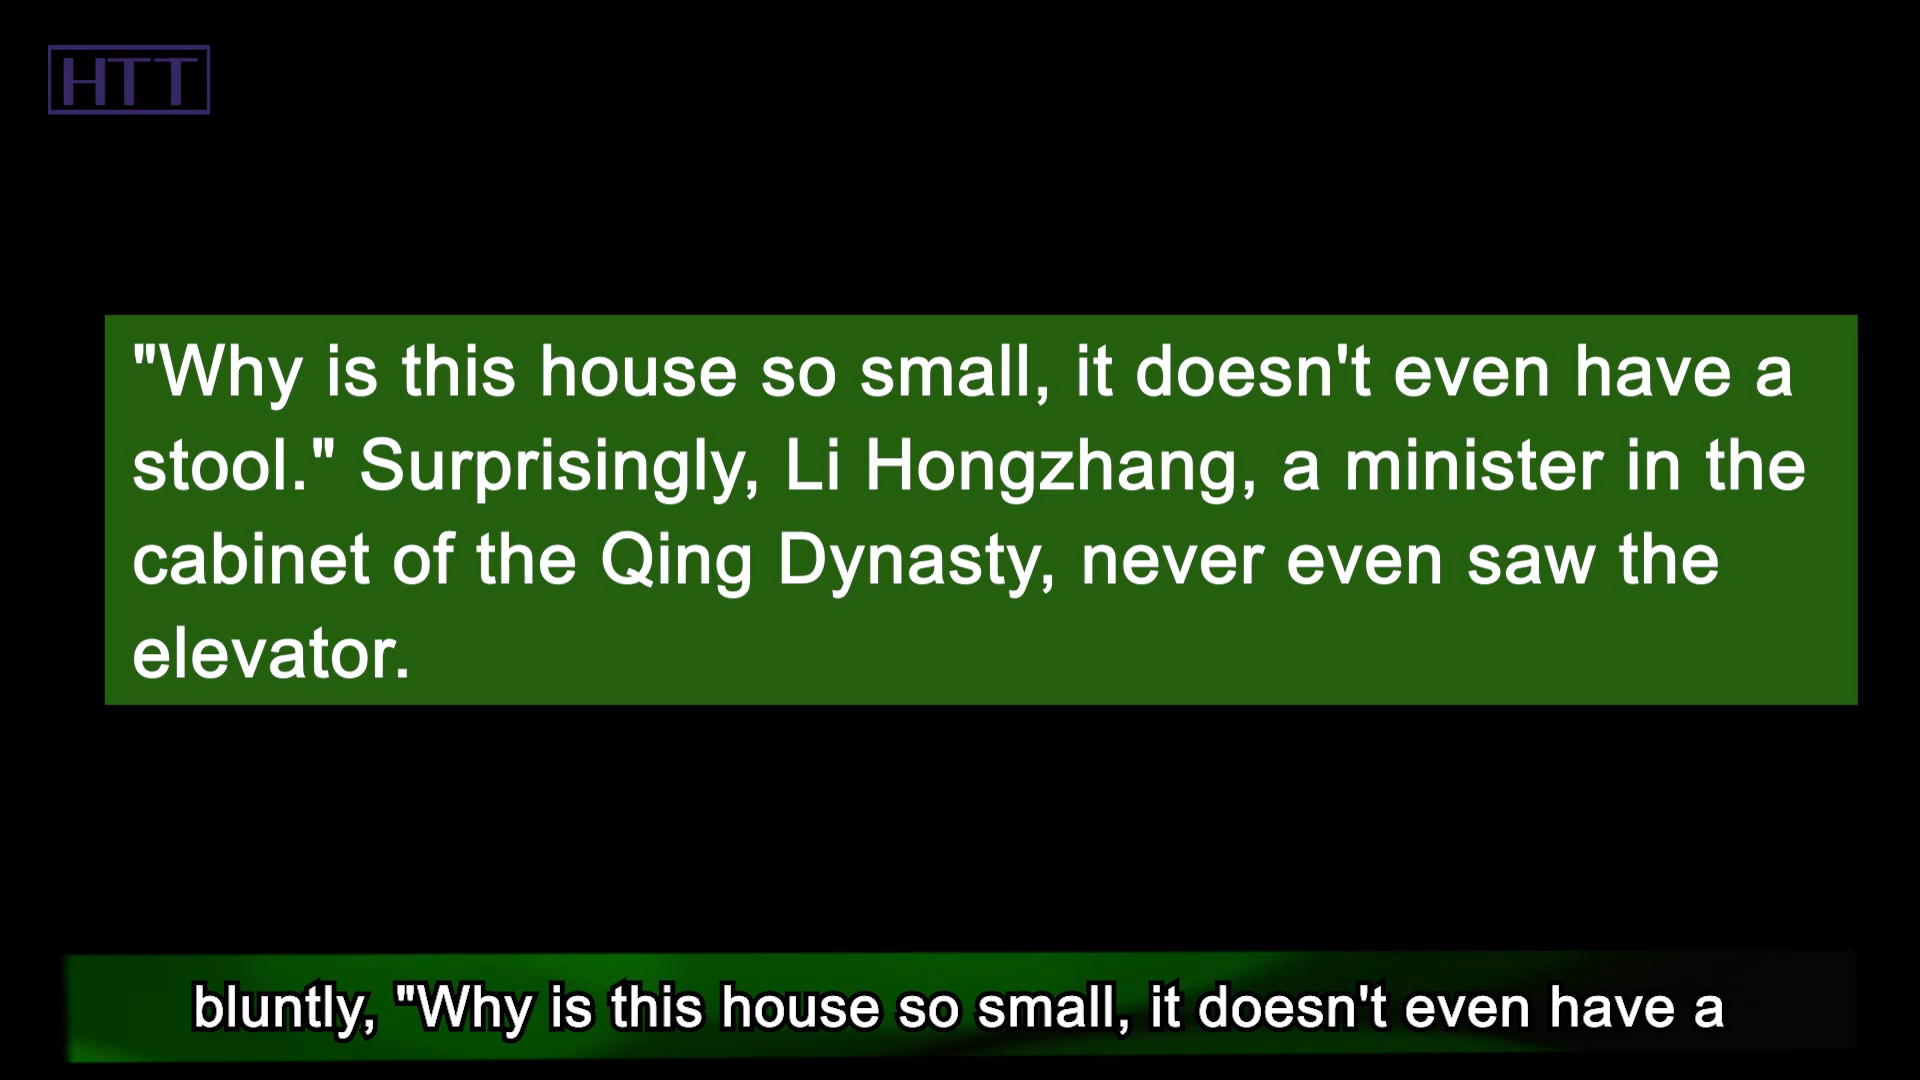 HTT
"Why is this house so small, it doesn't even have a
stool." Surprisingly, Li Hongzhang, a minister in the
cabinet of the Qing Dynasty, never even saw the
elevator.
bluntly, "Why is this house so small, it doesn't even have a